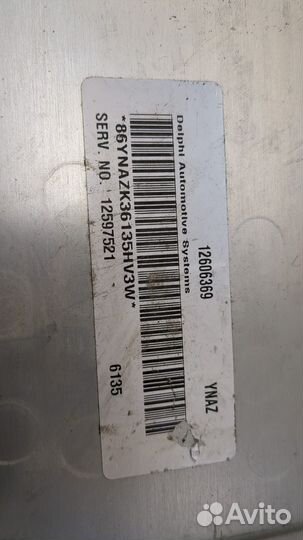 12606369 YNAZ
Delphi Automotive Systems
*86YNAZK36135HV3W*
SERV. NO. 12597521 6135
Avito